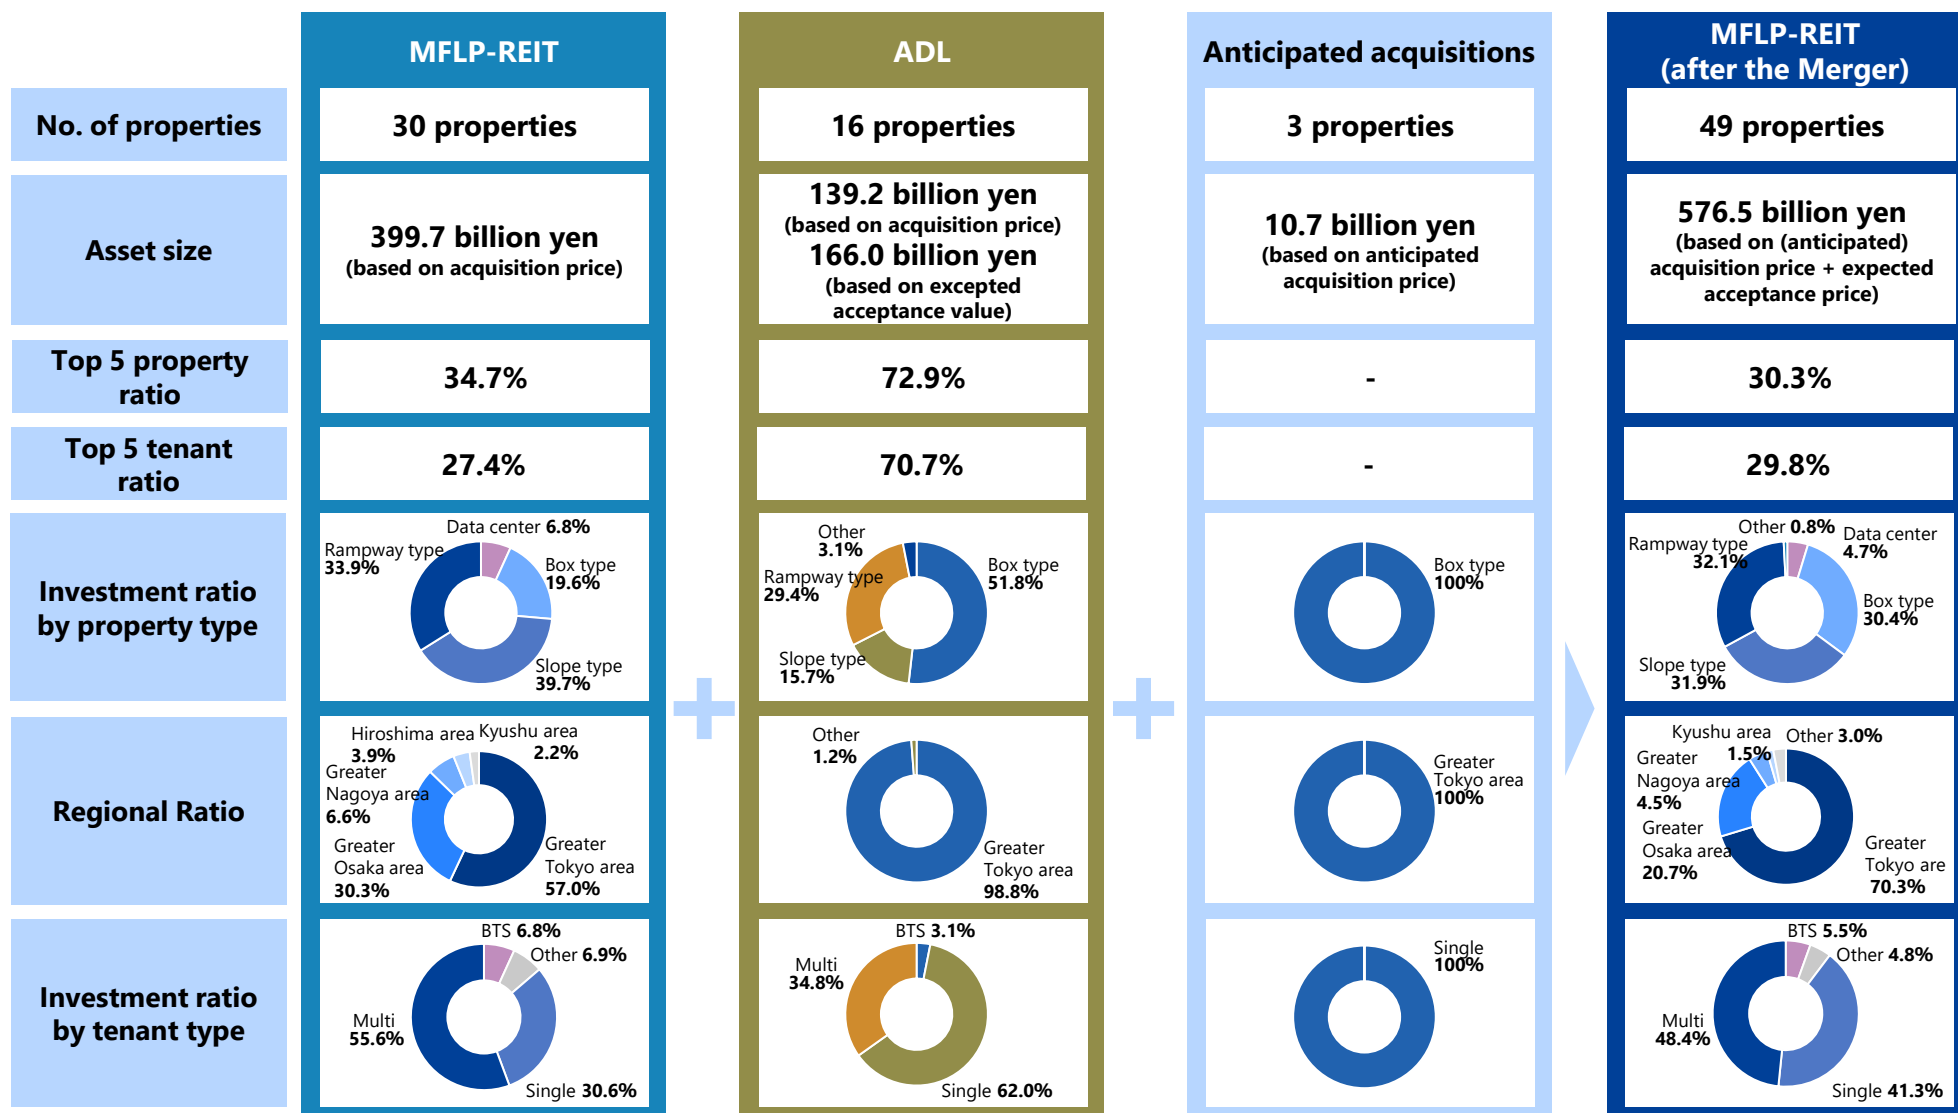 MFLP-REIT
ADL
Anticipated acquisitions
MFLP-REIT
(after the Merger)
No. of properties
30 properties
16 properties
3 properties
49 properties
Asset size
399.7 billion yen
(based on acquisition price)
139.2 billion yen
(based on acquisition price)
166.0 billion yen
(based on excepted
acceptance value)
10.7 billion yen
(based on anticipated
acquisition price)
576.5 billion yen
(based on (anticipated)
acquisition price + expected
acceptance price)
Top 5 property
ratio
34.7%
72.9%
-
30.3%
Top 5 tenant
ratio
27.4%
70.7%
-
29.8%
Investment ratio
by property type
Data center 6.8%
Rampway type
33.9%
Box type
19.6%
Slope type
39.7%
Other
3.1%
Rampway type
29.4%
Box type
51.8%
Slope type
15.7%
Box type
100%
Other 0.8%
Data center
4.7%
Rampway type
32.1%
Box type
30.4%
Slope type
31.9%
Regional Ratio
Hiroshima area
3.9%
Kyushu area
2.2%
Greater
Nagoya area
6.6%
Greater
Osaka area
30.3%
Greater
Tokyo area
57.0%
Other
1.2%
Greater
Tokyo area
98.8%
Greater
Tokyo area
100%
Kyushu area
1.5%
Other 3.0%
Greater
Nagoya area
4.5%
Greater
Osaka area
20.7%
Greater
Tokyo are
70.3%
Investment ratio
by tenant type
BTS 6.8%
Other 6.9%
Multi
55.6%
Single 30.6%
BTS 3.1%
Multi
34.8%
Single 62.0%
Single
100%
BTS 5.5%
Other 4.8%
Multi
48.4%
Single 41.3%